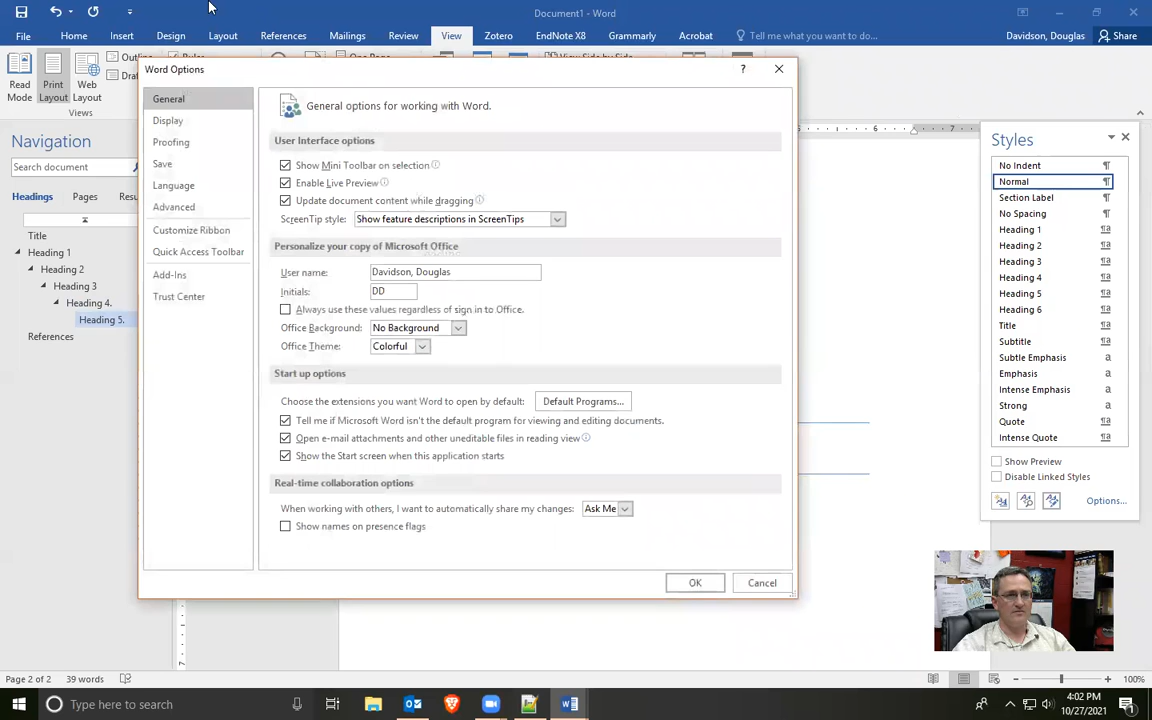 Document1 - Word
File Home Insert Design Layout References Mailings Review View Zotero EndNote X8 Grammarly Acrobat Tell me what you want to do... Davidson, Douglas Share
Read Mode
Print Layout
Web Layout
Views
Navigation
Search document
Headings Pages
Title
Heading 1
Heading 2
Heading 3
Heading 4.
Heading 5.
References
Word Options
?
General
Display
Proofing
Save
Language
Advanced
Customize Ribbon
Quick Access Toolbar
Add-Ins
Trust Center
General options for working with Word.
User Interface options
Show Mini Toolbar on selection
Enable Live Preview
Update document content while dragging
ScreenTip style: Show feature descriptions in ScreenTips
Personalize your copy of Microsoft Office
User name: Davidson, Douglas
Initials: DD
Always use these values regardless of sign in to Office.
Office Background: No Background
Office Theme: Colorful
Start up options
Choose the extensions you want Word to open by default: Default Programs...
Tell me if Microsoft Word isn't the default program for viewing and editing documents.
Open e-mail attachments and other uneditable files in reading view
Show the Start screen when this application starts
Real-time collaboration options
When working with others, I want to automatically share my changes: Ask Me
Show names on presence flags
OK Cancel
6 7
Styles
No Indent
Normal
Section Label
No Spacing
Heading 1
Heading 2
Heading 3
Heading 4
Heading 5
Heading 6
Title
Subtitle
Subtle Emphasis
Emphasis
Intense Emphasis
Strong
Quote
Intense Quote
Show Preview
Disable Linked Styles
Options...
Page 2 of 2 39 words 100%
Type here to search
4:02 PM
10/27/2021